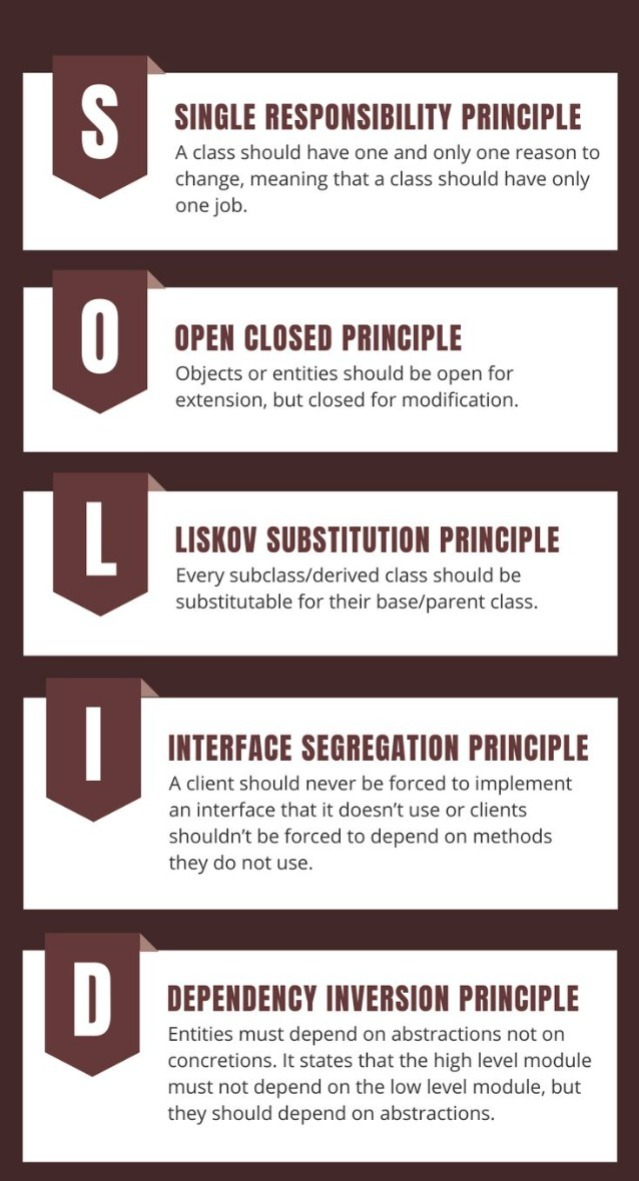 S
SINGLE RESPONSIBILITY PRINCIPLE
A class should have one and only one reason to
change, meaning that a class should have only
one job.
O
OPEN CLOSED PRINCIPLE
Objects or entities should be open for
extension, but closed for modification.
L
LISKOV SUBSTITUTION PRINCIPLE
Every subclass/derived class should be
substitutable for their base/parent class.
I
INTERFACE SEGREGATION PRINCIPLE
A client should never be forced to implement
an interface that it doesn’t use or clients
shouldn’t be forced to depend on methods
they do not use.
D
DEPENDENCY INVERSION PRINCIPLE
Entities must depend on abstractions not on
concretions. It states that the high level module
must not depend on the low level module, but
they should depend on abstractions.